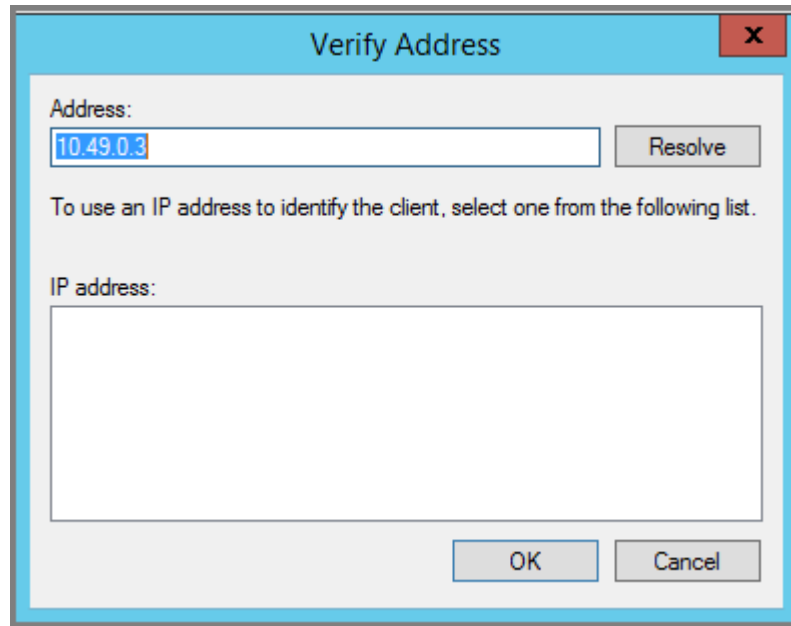 Verify Address
x
Address:
10.49.0.3
Resolve
To use an IP address to identify the client, select one from the following list.
IP address:
OK
Cancel